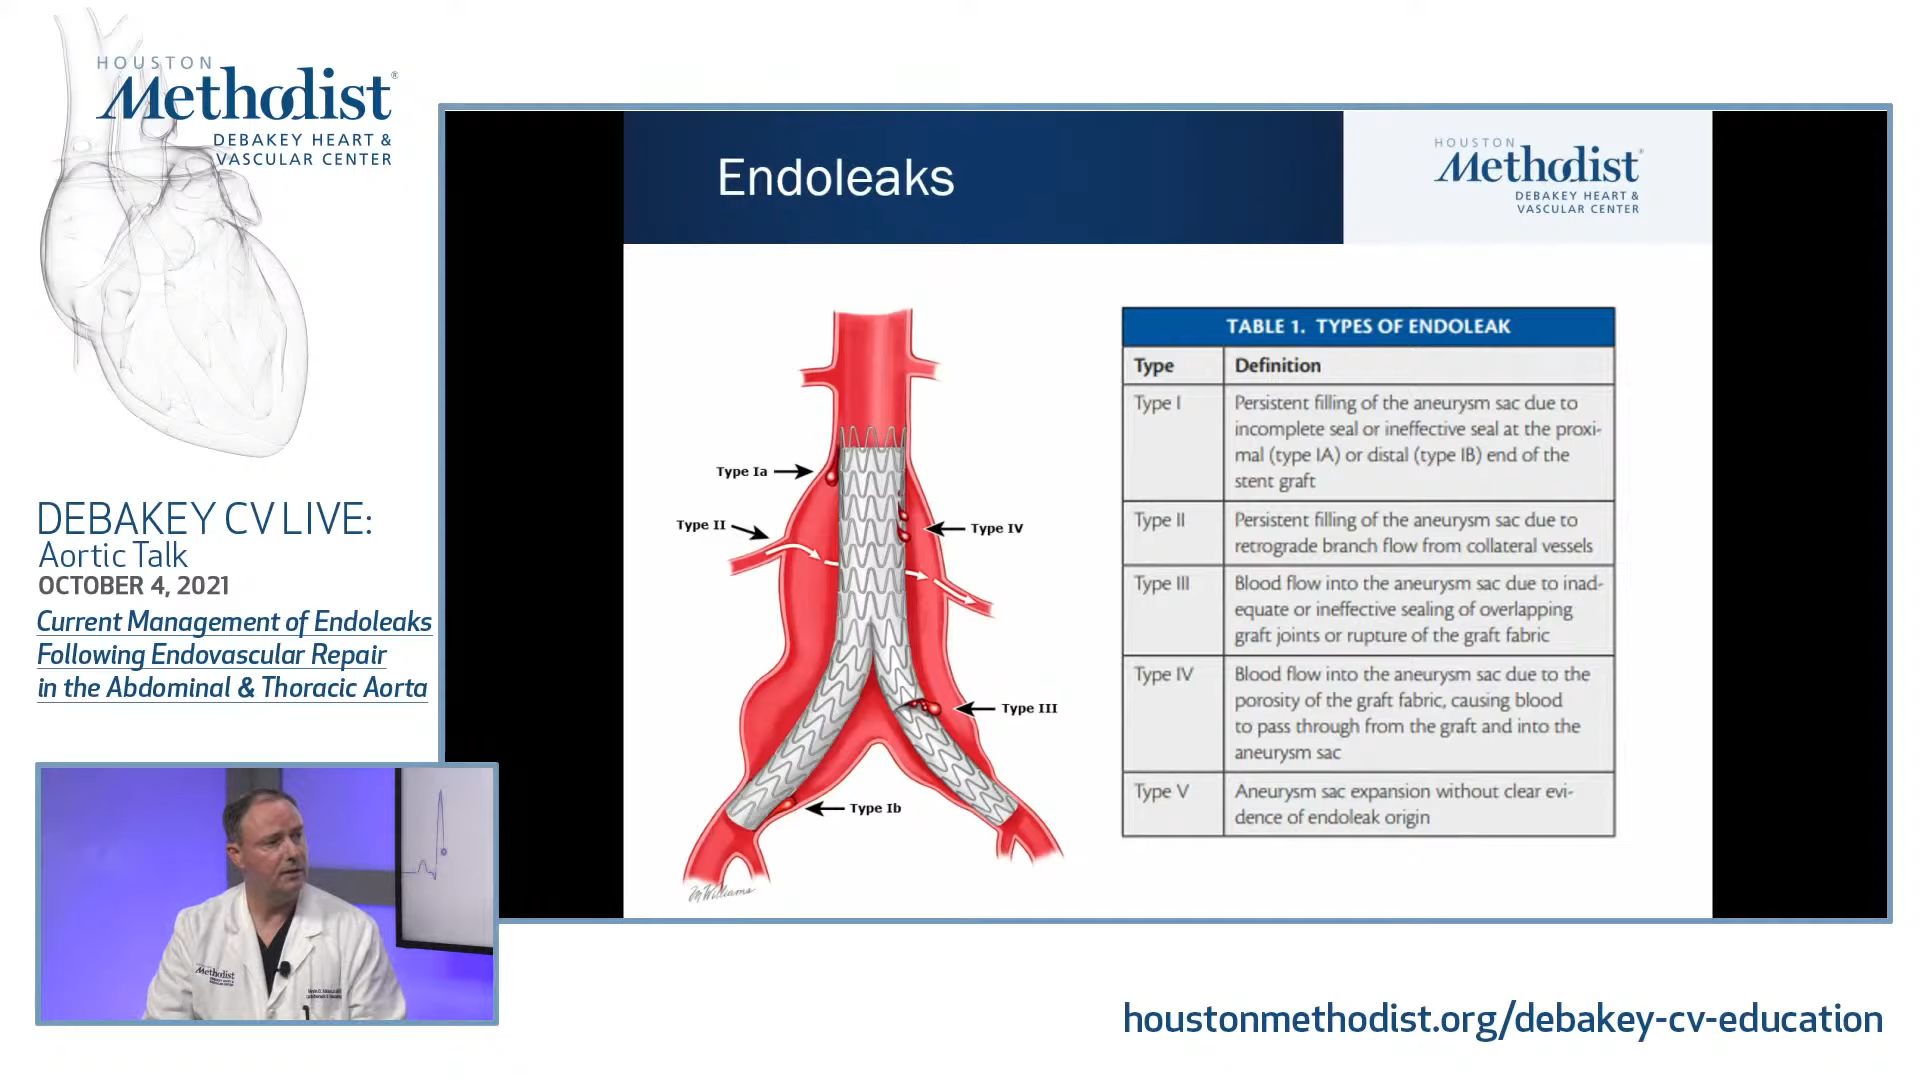 HOUSTON
Methodist®
DEBAKEY HEART &
VASCULAR CENTER
DEBAKEY CV LIVE:
Aortic Talk
OCTOBER 4, 2021
Current Management of Endoleaks
Following Endovascular Repair
in the Abdominal & Thoracic Aorta
Endoleaks
HOUSTON
Methodist®
DEBAKEY HEART &
VASCULAR CENTER
Type Ia
Type II
Type IV
Type III
Type Ib
MWilliams
TABLE 1. TYPES OF ENDOLEAK
Type Definition
Type I Persistent filling of the aneurysm sac due to
incomplete seal or ineffective seal at the proxi-
mal (type IA) or distal (type IB) end of the
stent graft
Type II Persistent filling of the aneurysm sac due to
retrograde branch flow from collateral vessels
Type III Blood flow into the aneurysm sac due to inad-
equate or ineffective sealing of overlapping
graft joints or rupture of the graft fabric
Type IV Blood flow into the aneurysm sac due to the
porosity of the graft fabric, causing blood
to pass through from the graft and into the
aneurysm sac
Type V Aneurysm sac expansion without clear evi-
dence of endoleak origin
Methodist
houstonmethodist.org/debakey-cv-education